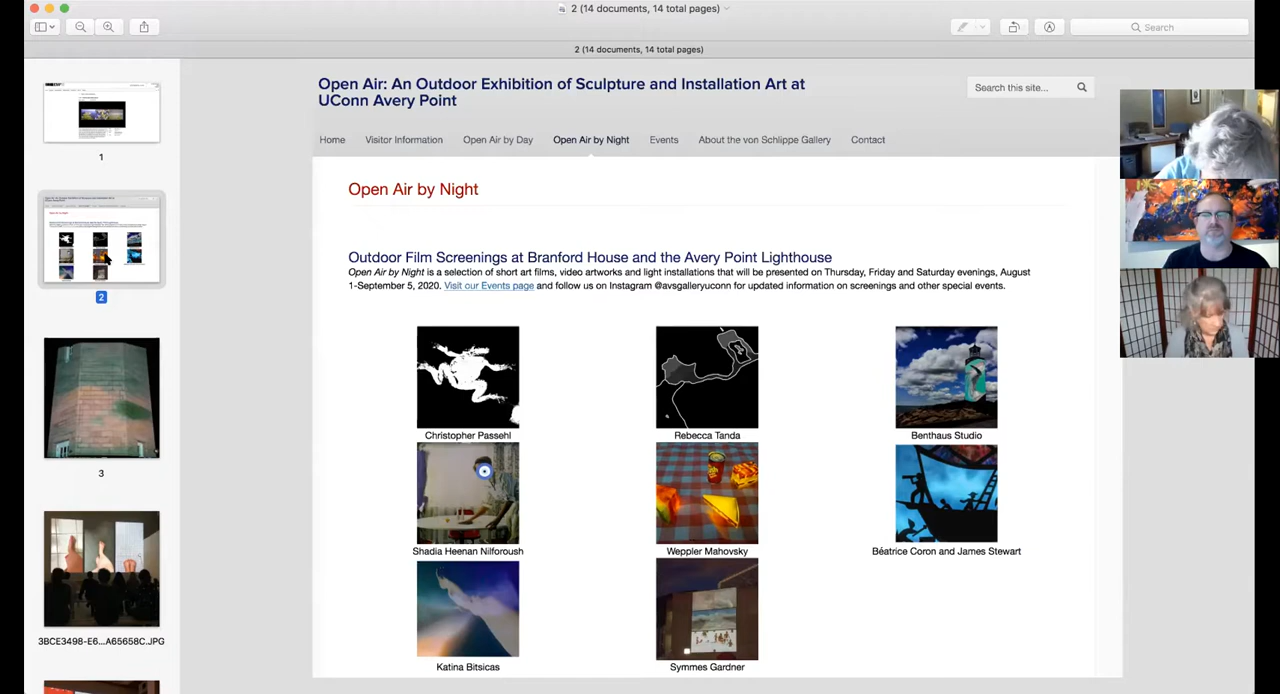 2 (14 documents, 14 total pages)
Search
2 (14 documents, 14 total pages)
Open Air: An Outdoor Exhibition of Sculpture and Installation Art at
UConn Avery Point
Search this site...
Home Visitor Information Open Air by Day Open Air by Night Events About the von Schlippe Gallery Contact
Open Air by Night
Outdoor Film Screenings at Branford House and the Avery Point Lighthouse
Open Air by Night is a selection of short art films, video artworks and light installations that will be presented on Thursday, Friday and Saturday evenings, August
1-September 5, 2020. Visit our Events page and follow us on Instagram @avsgalleryuconn for updated information on screenings and other special events.
Christopher Passehl
Rebecca Tanda
Benthaus Studio
Shadia Heenan Nilforoush
Weppler Mahovsky
Béatrice Coron and James Stewart
Katina Bitsicas
Symmes Gardner
1
2
3
3BCE3498-E6...A65658C.JPG